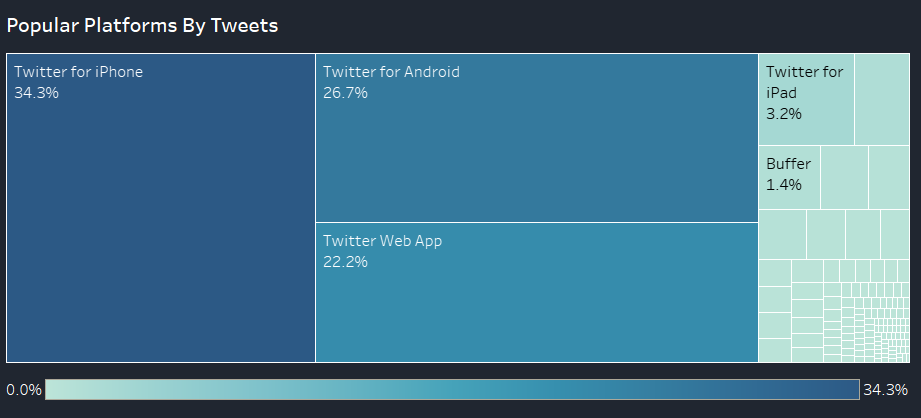 Popular Platforms By Tweets
Twitter for iPhone
34.3%
Twitter for Android
26.7%
Twitter Web App
22.2%
Twitter for
iPad
3.2%
Buffer
1.4%
0.0%
34.3%